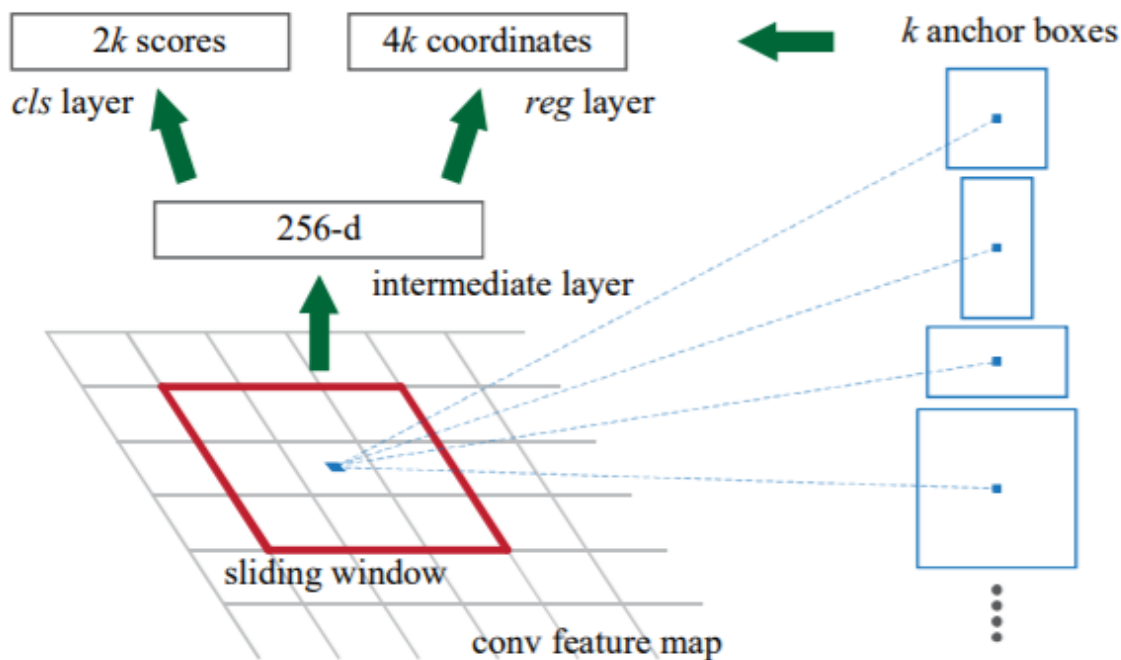 2k scores
4k coordinates
k anchor boxes
cls layer
reg layer
256-d
intermediate layer
sliding window
conv feature map